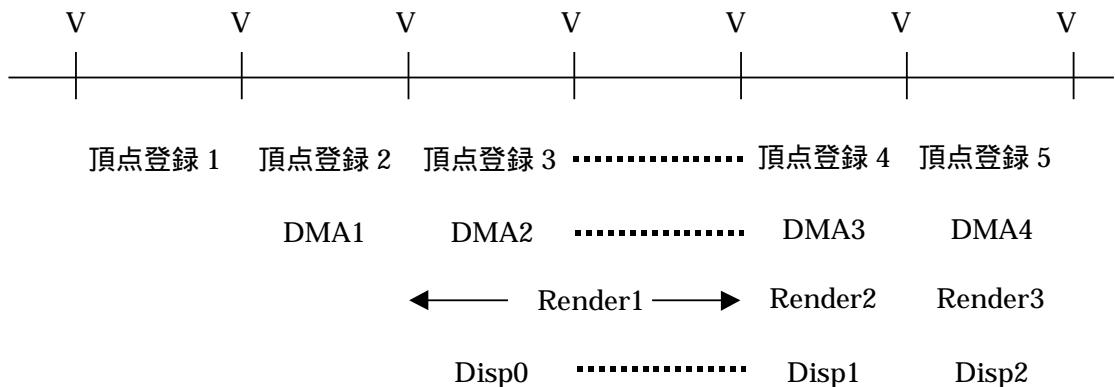 V V V V V V V
頂点登録 1 頂点登録 2 頂点登録 3 頂点登録 4 頂点登録 5
DMA1 DMA2 DMA3 DMA4
Render1 Render2 Render3
Disp0 Disp1 Disp2